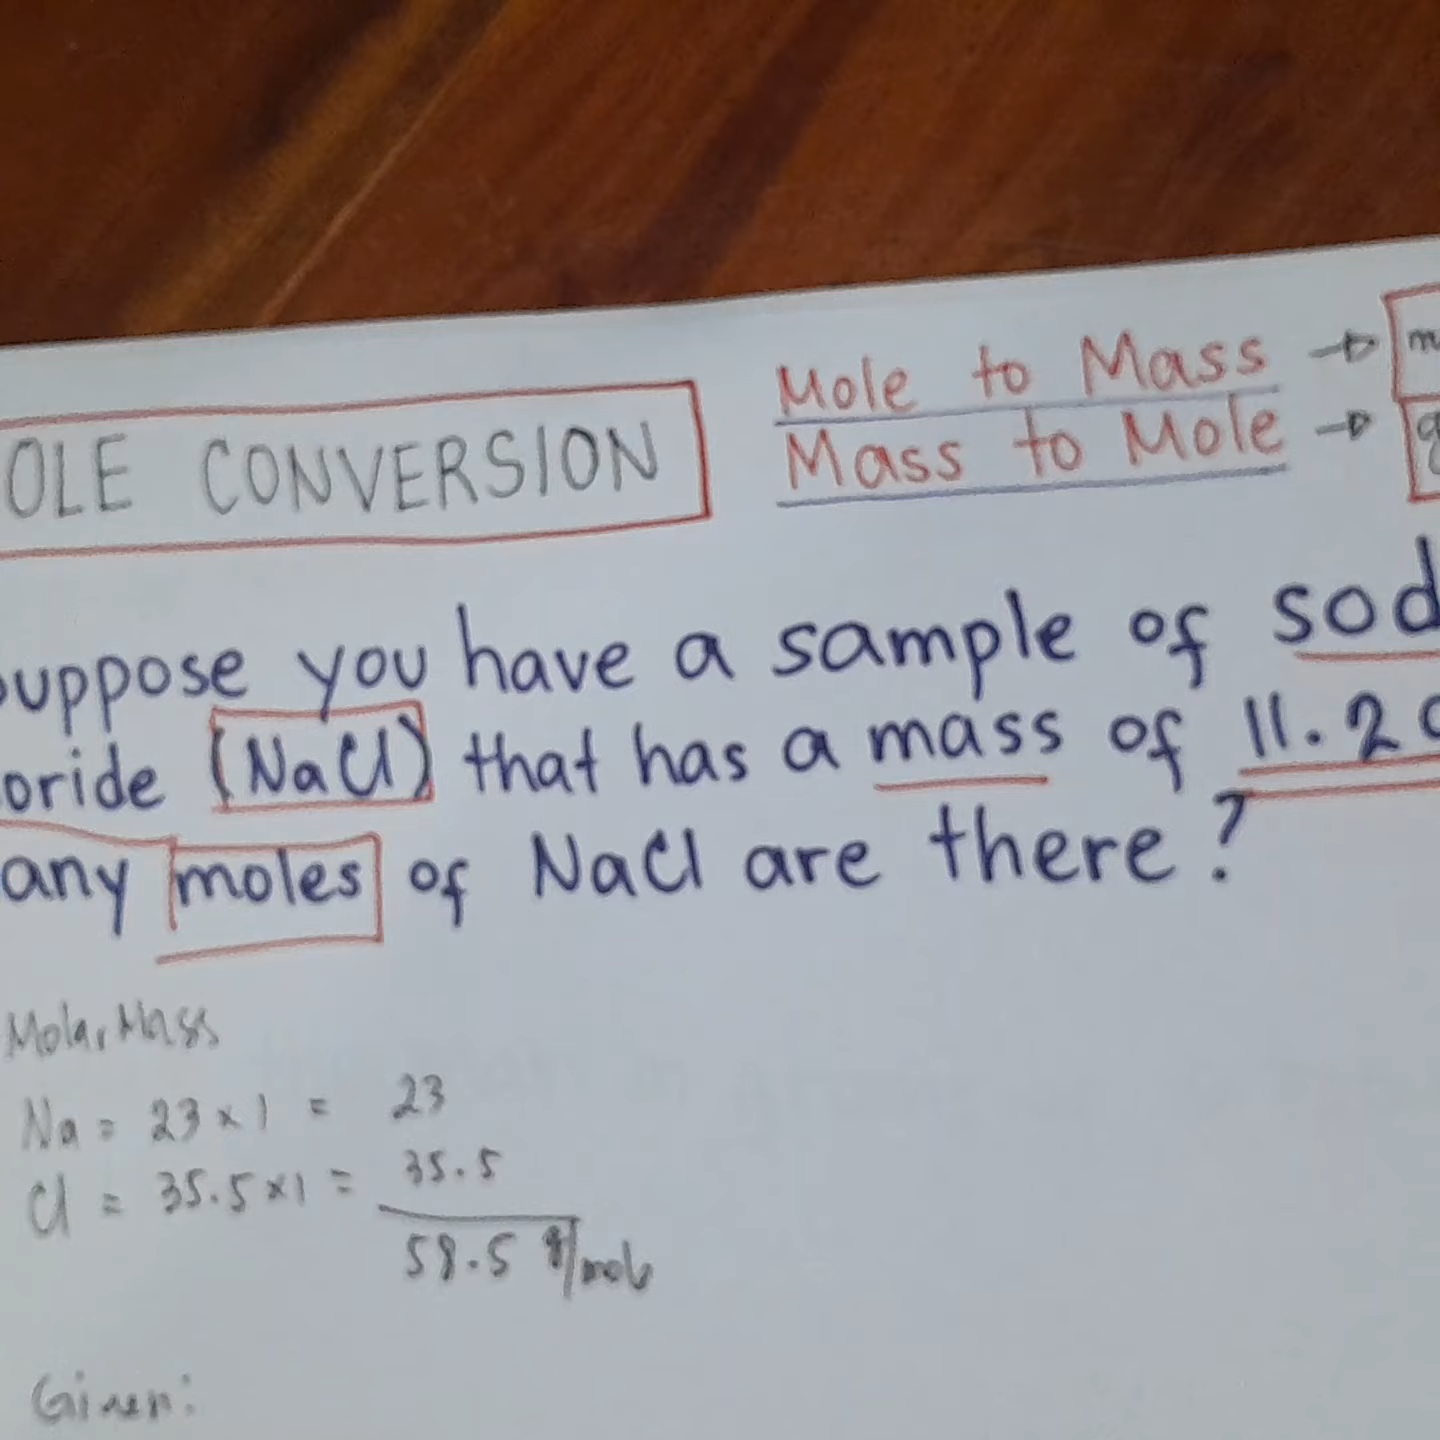 OLE CONVERSION
Mole to Mass → m
Mass to Mole → g
uppose you have a sample of sod
oride (NaCl) that has a mass of 11.2
any moles of NaCl are there?
Molar Mass
Na = 23 x 1 = 23
Cl = 35.5 x 1 = 35.5
58.5 g/mole
Given: